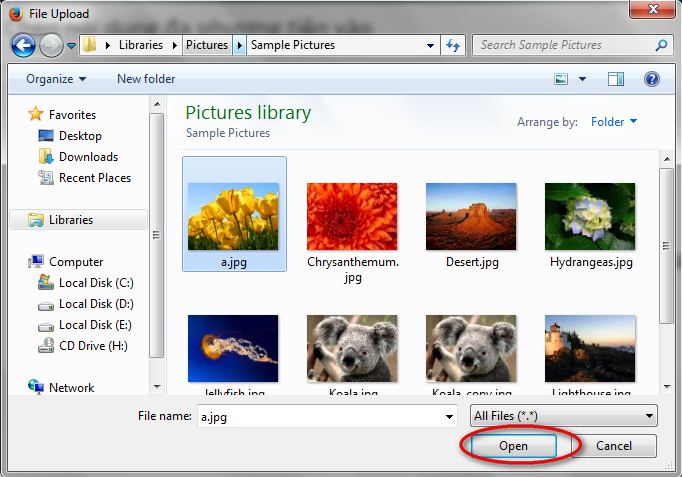 File Upload
Libraries Pictures Sample Pictures
Search Sample Pictures
Organize New folder
Favorites
Desktop
Downloads
Recent Places
Libraries
Computer
Local Disk (C:)
Local Disk (D:)
Local Disk (E:)
CD Drive (H:)
Network
Pictures library
Sample Pictures
Arrange by: Folder
a.jpg
Chrysanthemum.
jpg
Desert.jpg
Hydrangeas.jpg
Jellyfish.jpg
Koala.jpg
Koala_copy.jpg
Lighthouse.jpg
File name: a.jpg
All Files (*.*)
Open Cancel